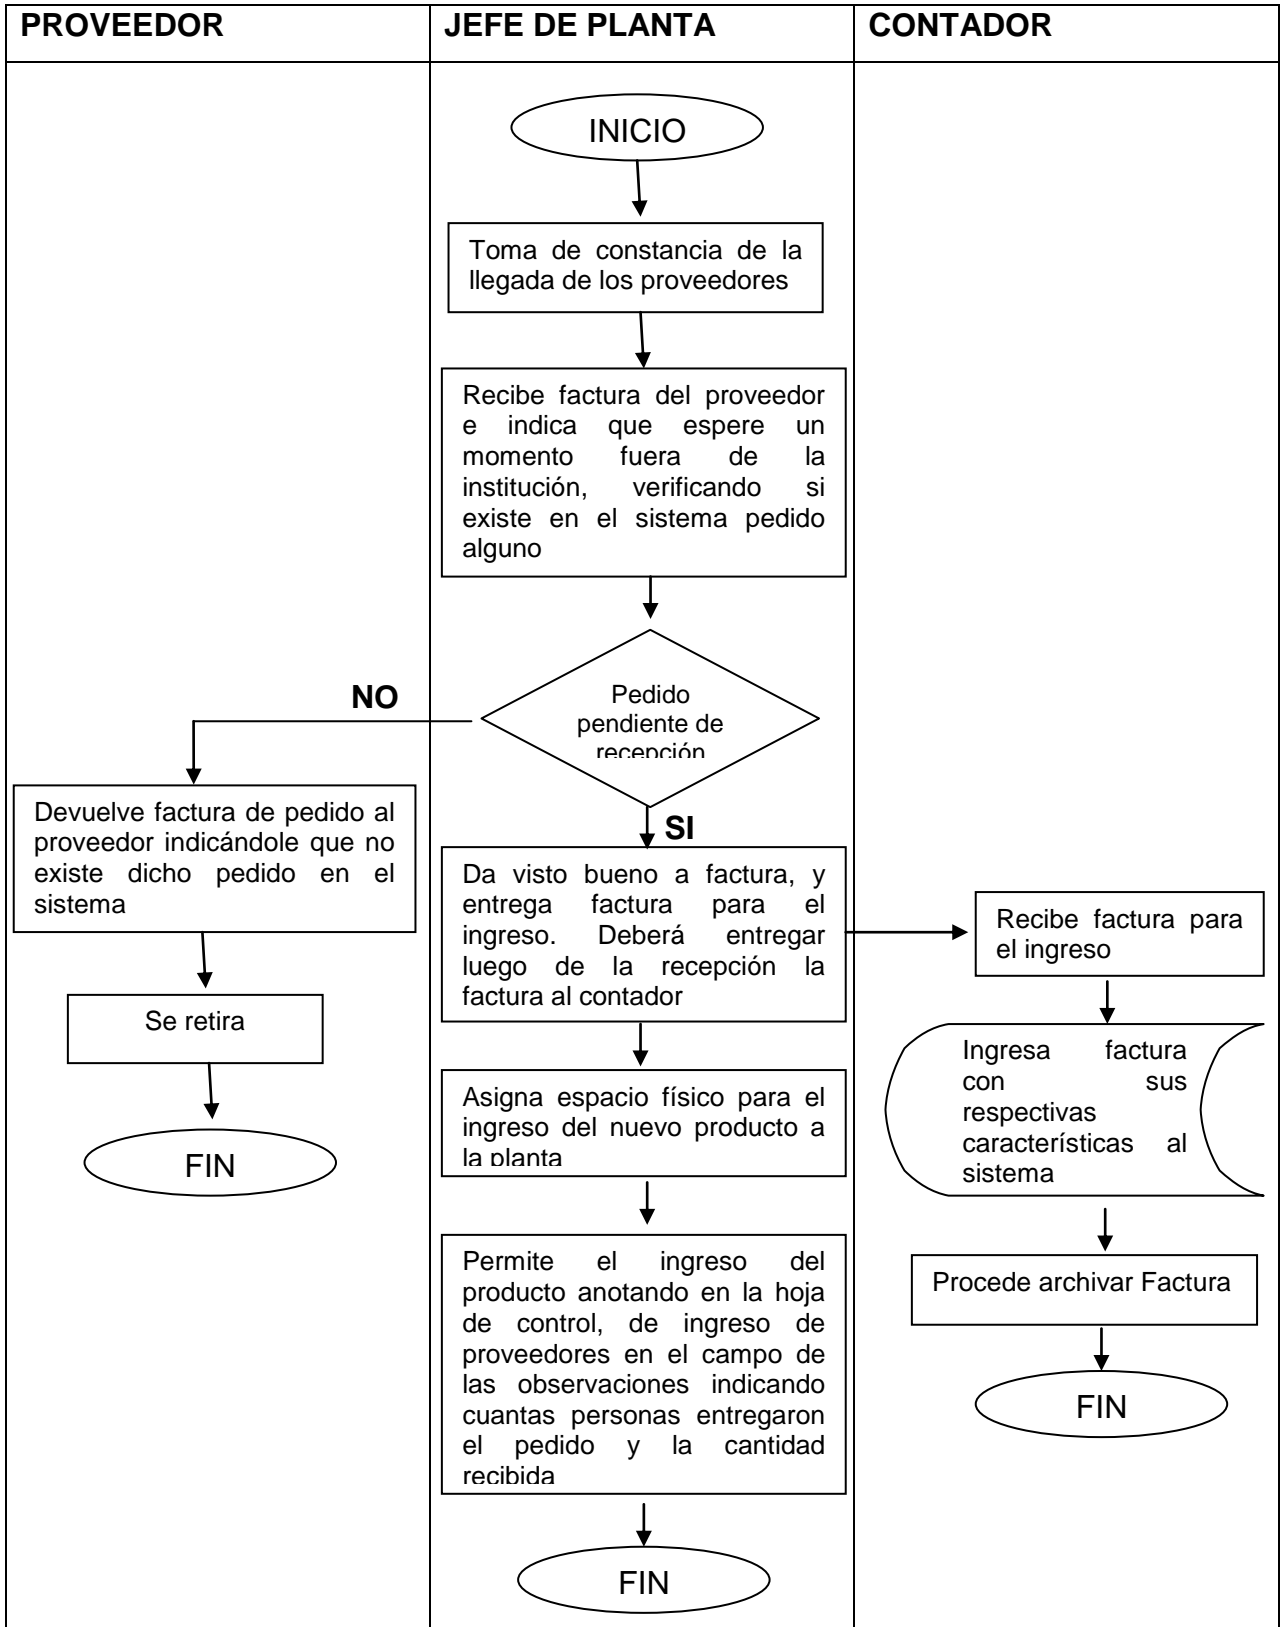 PROVEEDOR
JEFE DE PLANTA
CONTADOR
INICIO
Toma de constancia de la
llegada de los proveedores
Recibe factura del proveedor
e indica que espere un
momento fuera de la
institución, verificando si
existe en el sistema pedido
alguno
Pedido
pendiente de
recepción
NO
SI
Devuelve factura de pedido al
proveedor indicándole que no
existe dicho pedido en el
sistema
Se retira
FIN
Da visto bueno a factura, y
entrega factura para el
ingreso. Deberá entregar
luego de la recepción la
factura al contador
Asigna espacio físico para el
ingreso del nuevo producto a
la planta
Permite el ingreso del
producto anotando en la hoja
de control, de ingreso de
proveedores en el campo de
las observaciones indicando
cuantas personas entregaron
el pedido y la cantidad
recibida
FIN
Recibe factura para
el ingreso
Ingresa factura
con sus
respectivas
característícas al
sistema
Procede archivar Factura
FIN